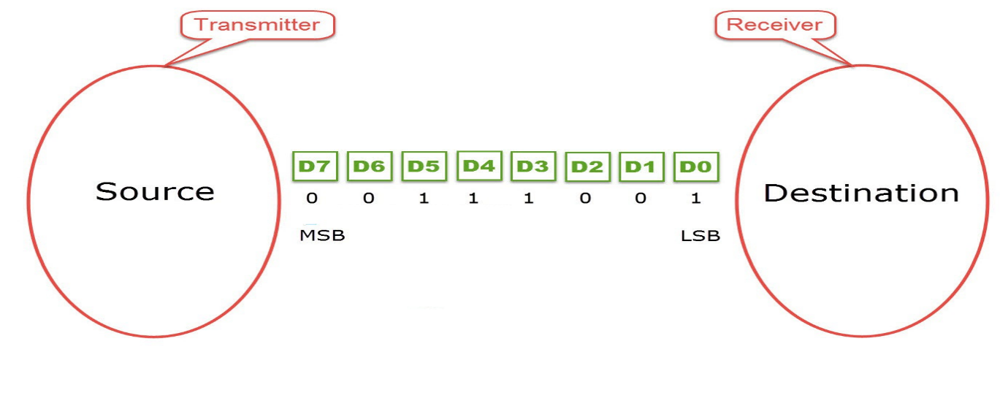 Transmitter
Receiver
D7 D6 D5 D4 D3 D2 D1 D0
Source
0 0 1 1 1 0 0 1
Destination
MSB LSB